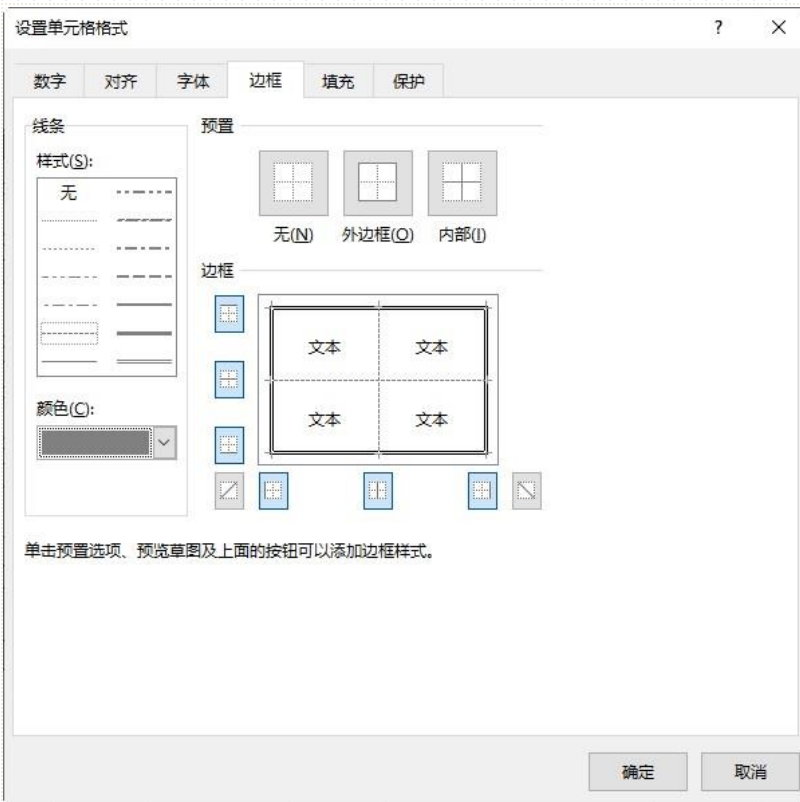 设置单元格格式 ? ×
数字 对齐 字体 边框 填充 保护
线条
样式(S):
无
颜色(C):
预置
无(N) 外边框(O) 内部(I)
边框
文本 文本
文本 文本
单击预置选项、预览草图及上面的按钮可以添加边框样式。
确定 取消